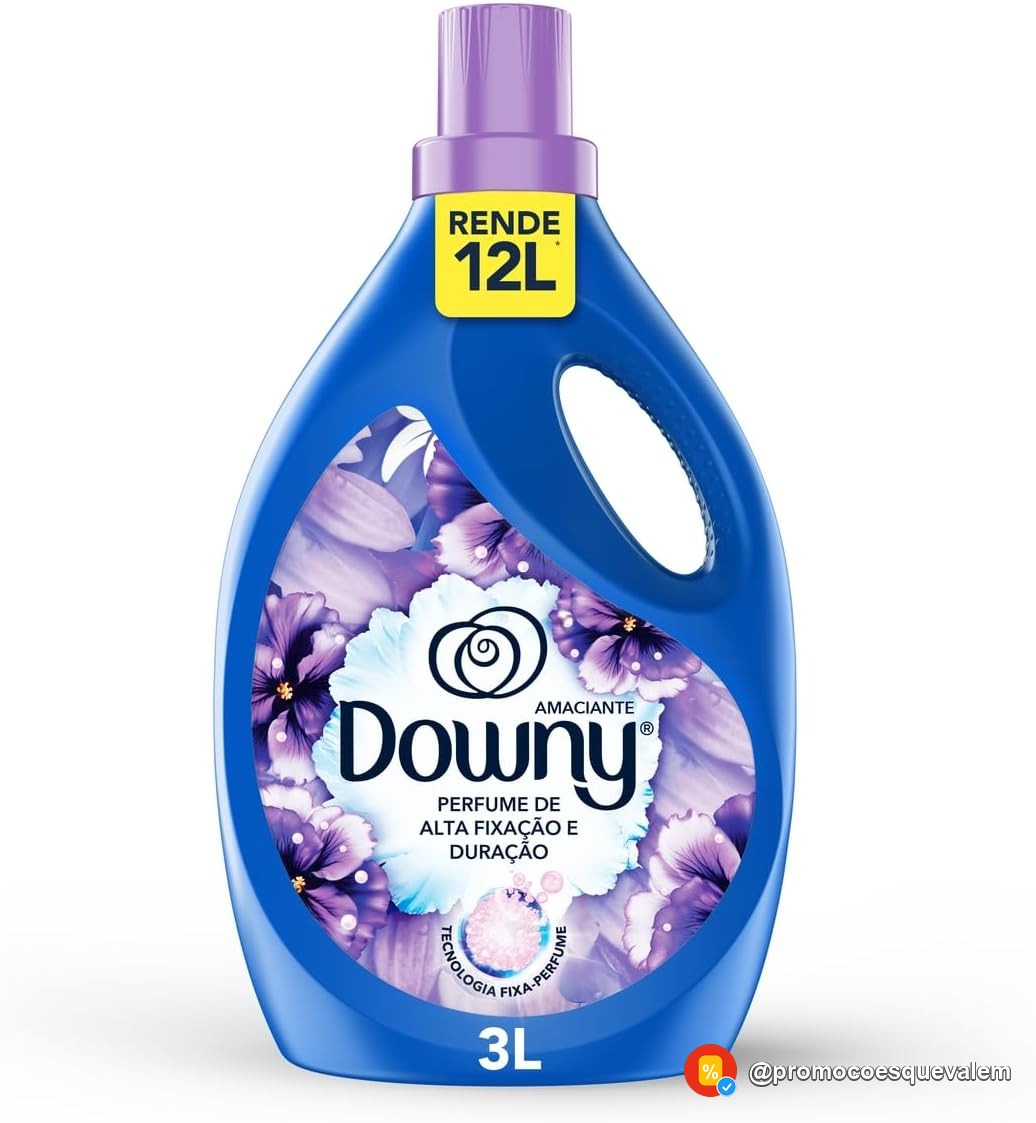 RENDE
12L*
AMACIANTE
Downy®
PERFUME DE
ALTA FIXAÇÃO E
DURAÇÃO
TECNOLOGIA FIXA-PERFUME
3L
%
@promocoesquevalem